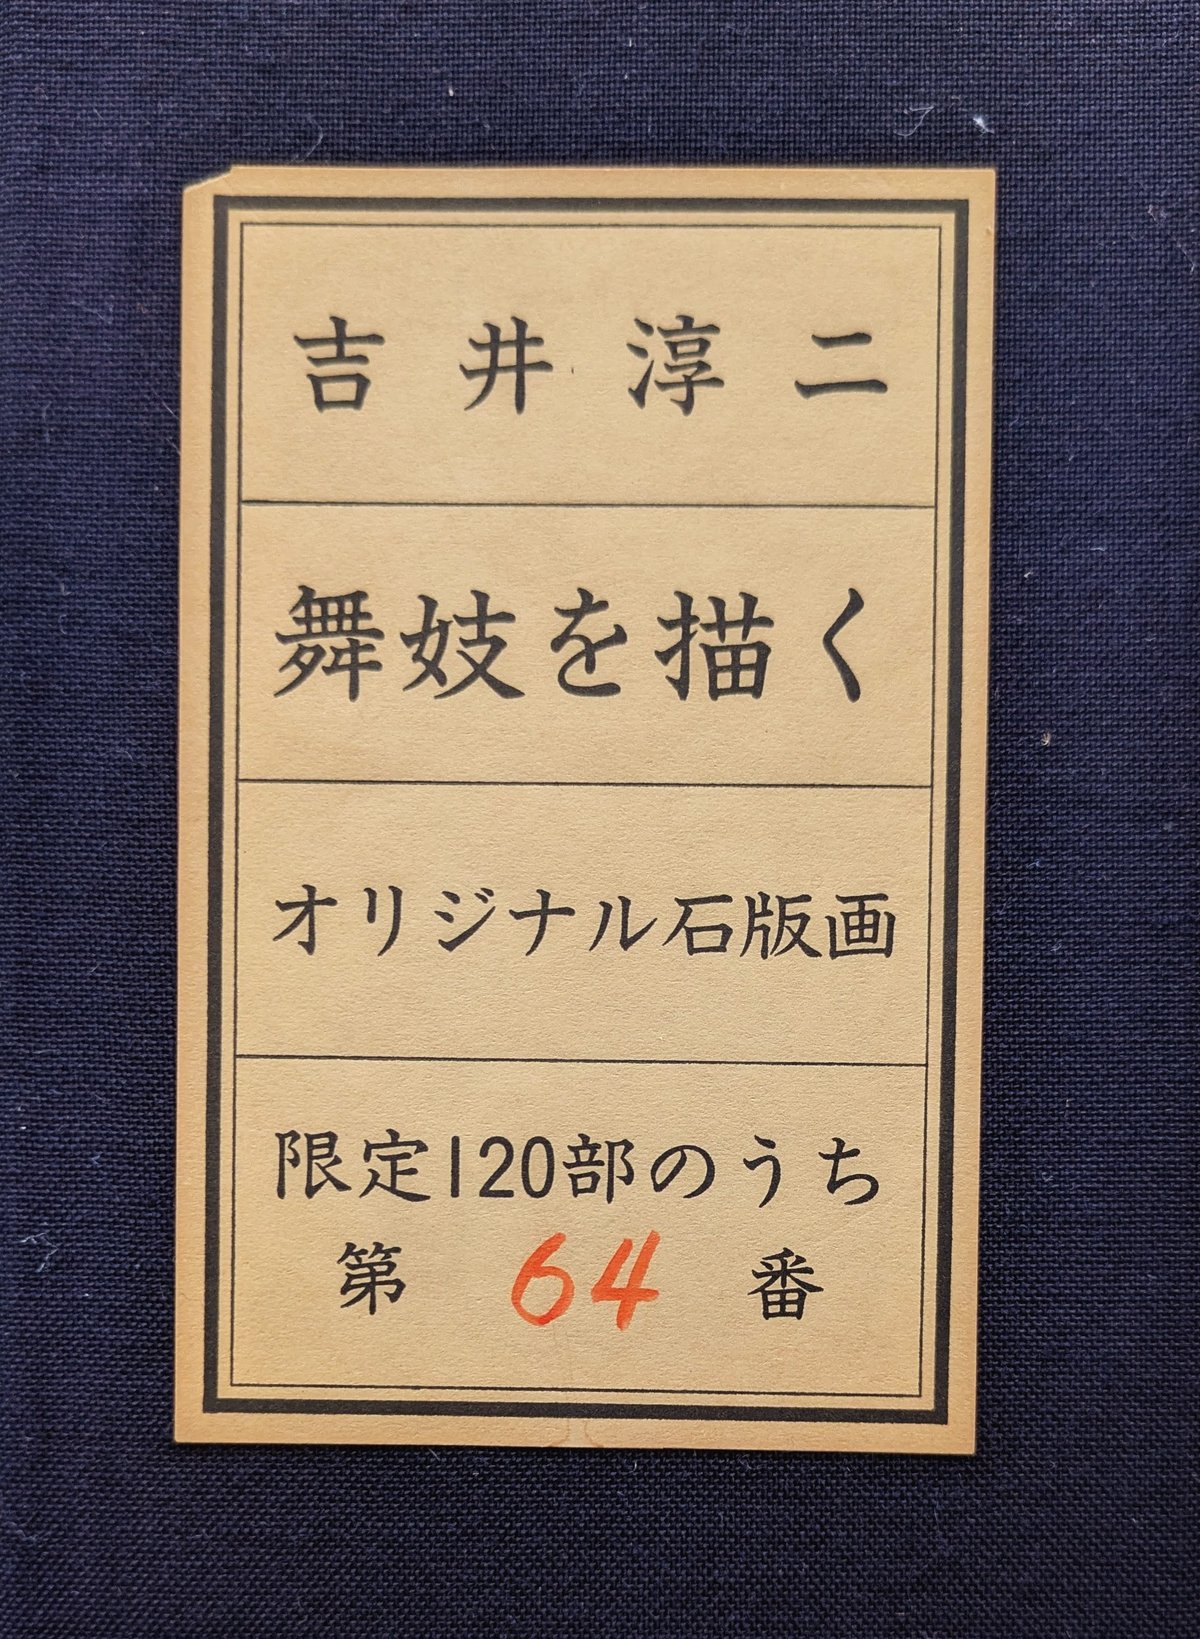 吉井淳二
舞妓を描く
オリジナル石版画
限定120部のうち
第 64 番